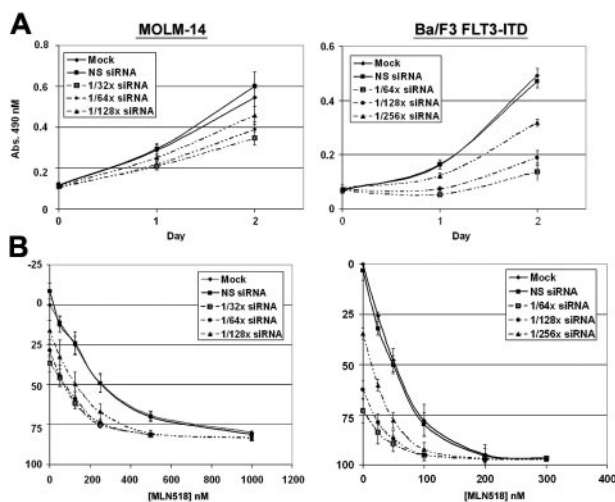 A
MOLM-14
Ba/F3 FLT3-ITD
0.8
0.6
0.4
0.2
0
Abs. 490 nM
Mock
NS siRNA
1/32x siRNA
1/64x siRNA
1/128x siRNA
0
1
2
Day
0.6
0.4
0.2
0
Mock
NS siRNA
1/64x siRNA
1/128x siRNA
1/256x siRNA
0
1
2
Day
B
-25
0
25
50
75
100
Mock
NS siRNA
1/32x siRNA
1/64x siRNA
1/128x siRNA
0
200
400
600
800
1000
1200
[MLN518] nM
0
25
50
75
100
Mock
NS siRNA
1/64x siRNA
1/128x siRNA
1/256x siRNA
0
100
200
300
400
[MLN518] nM